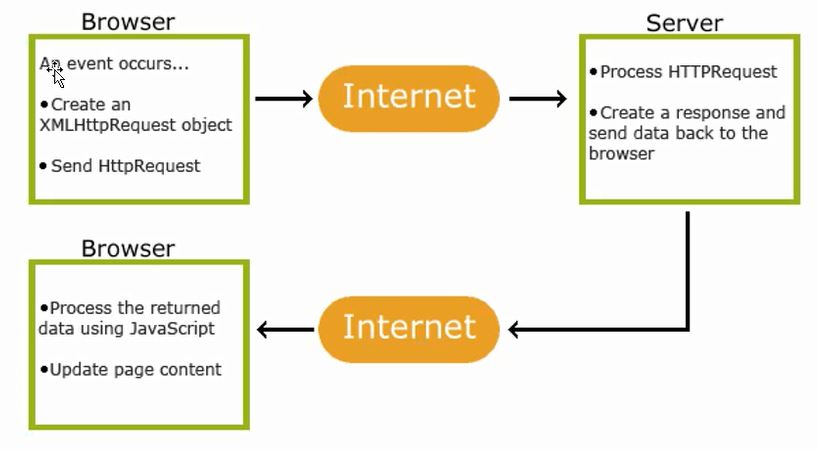 Browser
An event occurs...
•Create an
XMLHttpRequest object
• Send HttpRequest
Internet
Server
•Process HTTPRequest
•Create a response and
send data back to the
browser
Browser
•Process the returned
data using JavaScript
•Update page content
Internet